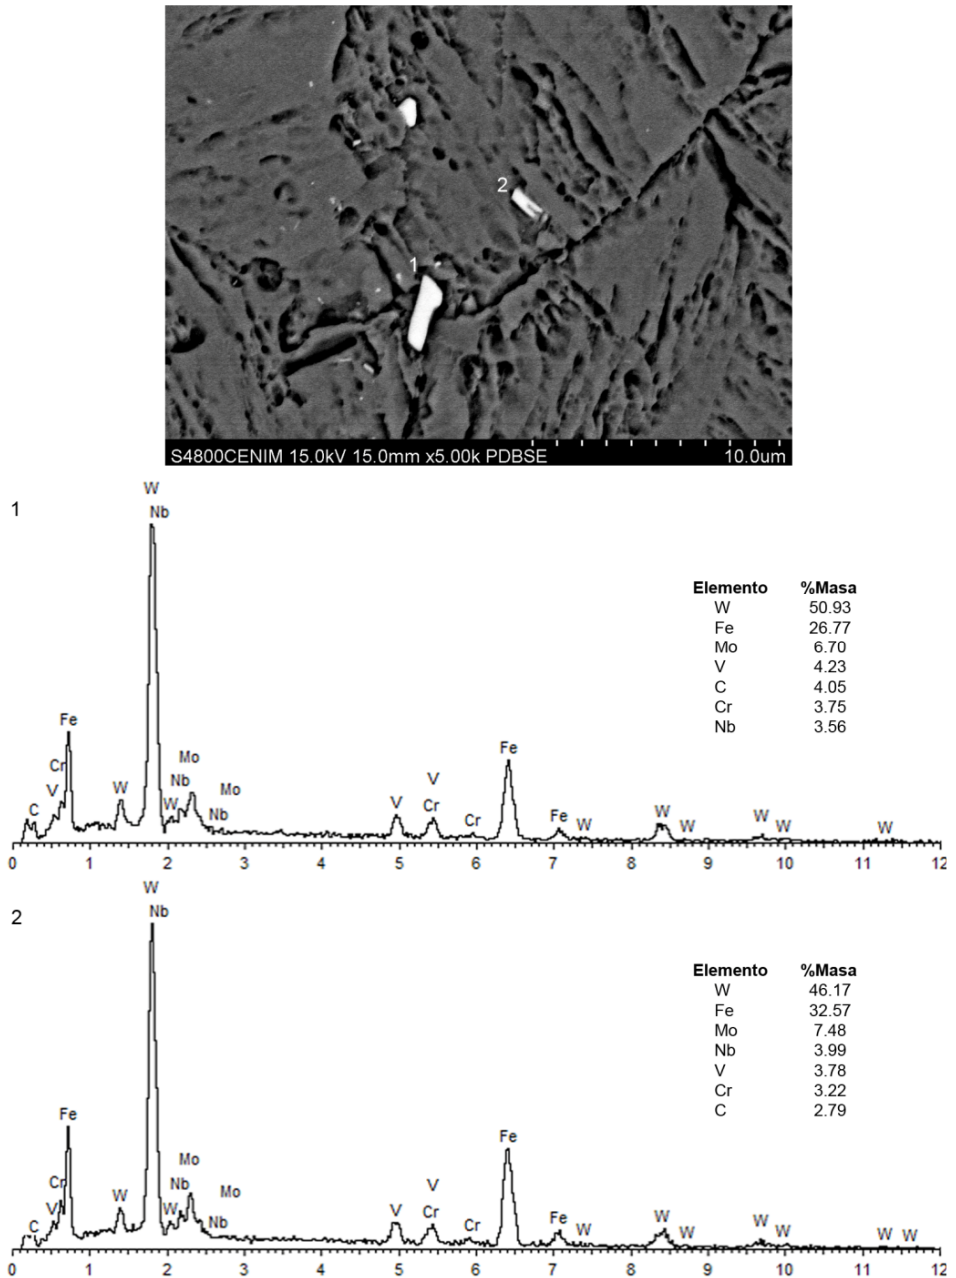 2
1
S4800CENIM 15.0kV 15.0mm x5.00k PDBSE 10.0um
1
W
Nb
Elemento %Masa
W 50.93
Fe 26.77
Mo 6.70
V 4.23
C 4.05
Cr 3.75
Nb 3.56
Fe
Cr
V
C
W
W
Nb
Mo
Nb
Mo
V
V
Cr
Cr
Fe
Fe
W
W
W
W
W
W
0 1 2 3 4 5 6 7 8 9 10 11 12
2
W
Nb
Elemento %Masa
W 46.17
Fe 32.57
Mo 7.48
Nb 3.99
V 3.78
Cr 3.22
C 2.79
Fe
Cr
V
C
W
W
Nb
Mo
Nb
Mo
V
V
Cr
Cr
Fe
Fe
W
W
W
W
W
W
W
0 1 2 3 4 5 6 7 8 9 10 11 12